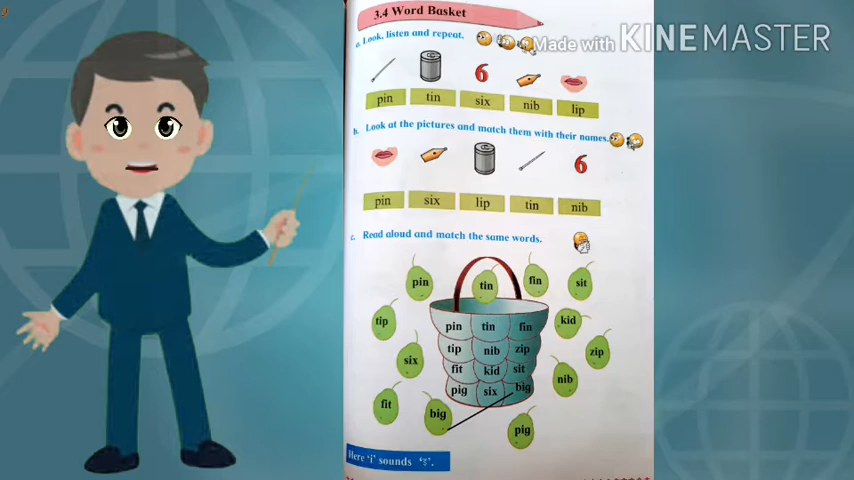 Made with KINEMASTER
3.4 Word Basket
a. Look, listen and repeat.
6
pin tin six nib lip
b. Look at the pictures and match them with their names.
6
pin six lip tin nib
c. Read aloud and match the same words.
pin tin fin sit
tip kid
six zip
nib
fit big
pig
pin tin fin
tip nib zip
fit kid sit
pig six big
Here 'i' sounds 'इ'.